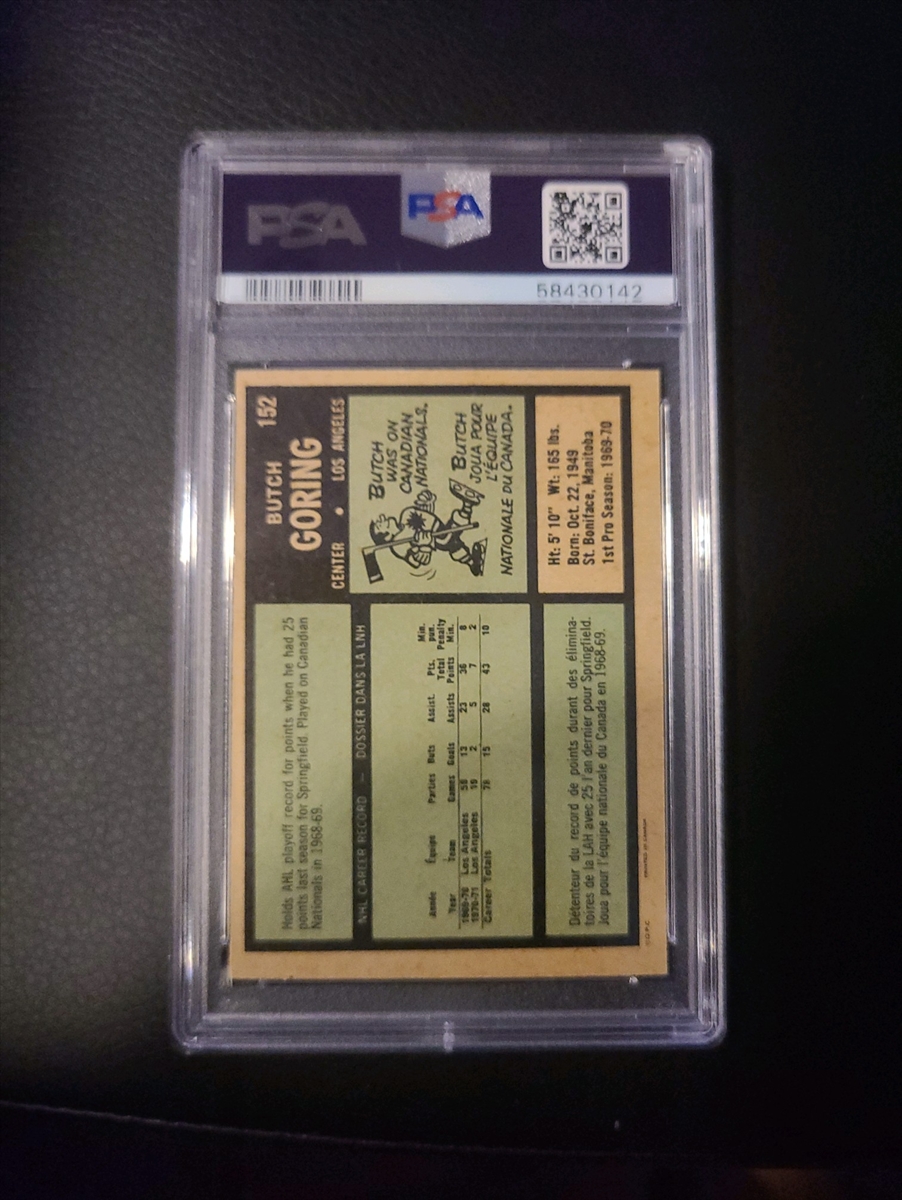 PSA
PSA
58430142
152
BUTCH
GORING
CENTER • LOS ANGELES
BUTCH
WAS ON
CANADIAN
NATIONALS.
BUTCH
JOUA POUR
L'ÉQUIPE
NATIONALE DU CANADA.
Ht: 5' 10" Wt: 165 lbs.
Born: Oct. 22, 1949
St. Boniface, Manitoba
1st Pro Season: 1969-70
Holds AHL playoff record for points when he had 25
points last season for Springfield. Played on Canadian
Nationals in 1968-69.
NHL CAREER RECORD — DOSSIER DANS LA LNH
Année Équipe Parties Buts Assist. Pts. Min. pun.
Year Team Games Goals Assists Total Points Penalty Min.
1969-70 Los Angeles 59 13 23 36 8
1970-71 Los Angeles 19 2 5 7 2
Career Totals 78 15 28 43 10
Détenteur du record de points durant des élimina-
toires de la LAH avec 25 l'an dernier pour Springfield.
Joua pour l'équipe nationale du Canada en 1968-69.
©O.P.C.